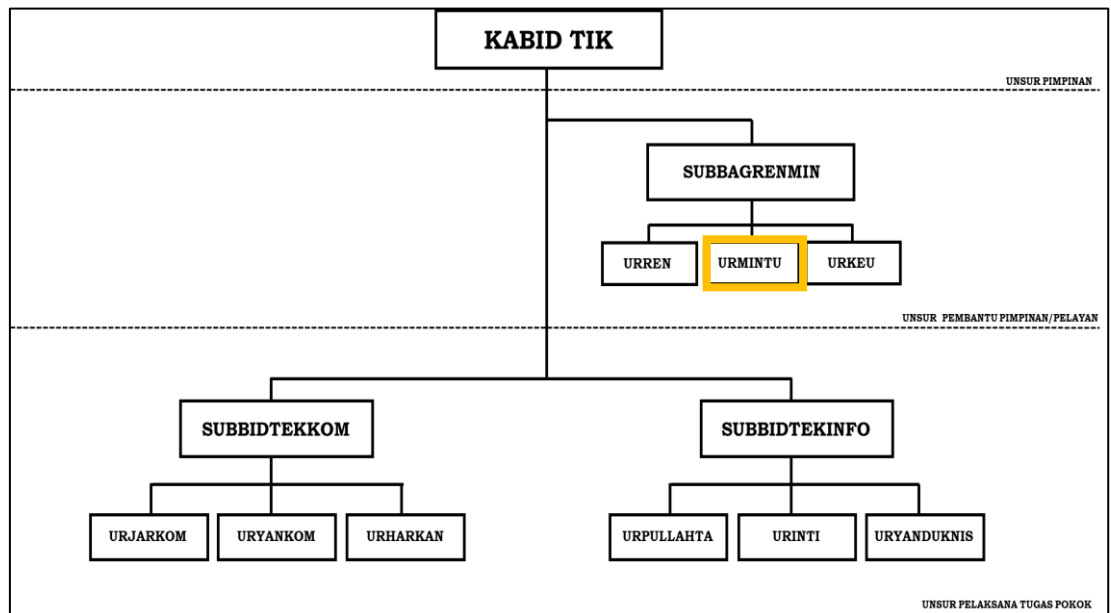 KABID TIK
UNSUR PIMPINAN
SUBBAGRENMIN
URREN
URMINTU
URKEU
UNSUR PEMBANTU PIMPINAN/PELAYAN
SUBBIDTEKKOM
SUBBIDTEKINFO
URJARKOM
URYANKOM
URHARKAN
URPULLAHTA
URINTI
URYANDUKNIS
UNSUR PELAKSANA TUGAS POKOK